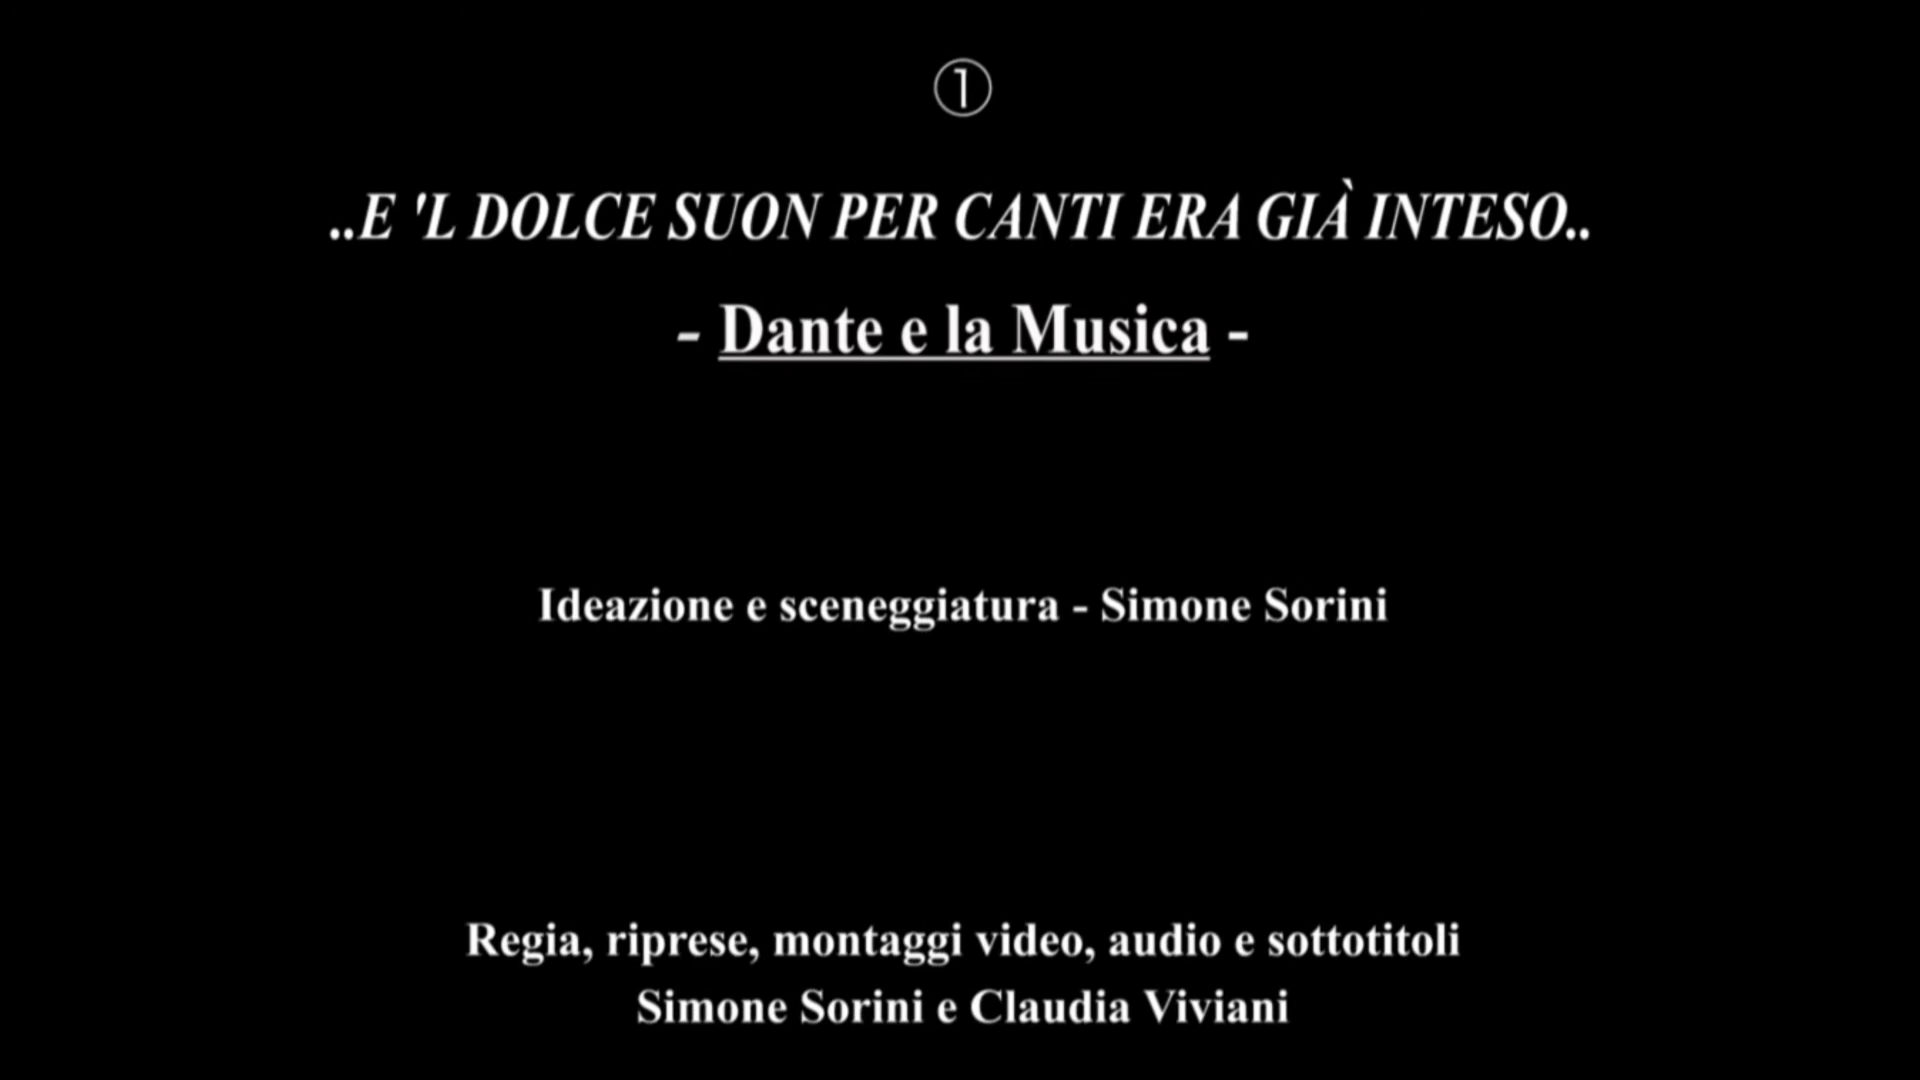 ①
..E 'L DOLCE SUON PER CANTI ERA GIÀ INTESO..
- Dante e la Musica -
Ideazione e sceneggiatura - Simone Sorini
Regia, riprese, montaggi video, audio e sottotitoli
Simone Sorini e Claudia Viviani